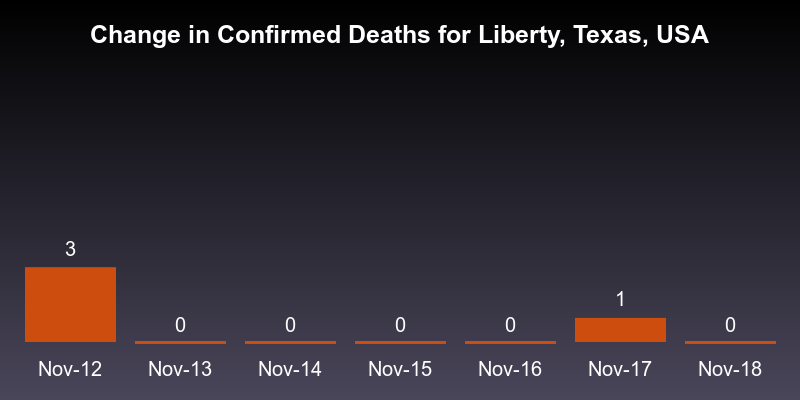 Change in Confirmed Deaths for Liberty, Texas, USA
3
0
0
0
0
1
0
Nov-12
Nov-13
Nov-14
Nov-15
Nov-16
Nov-17
Nov-18